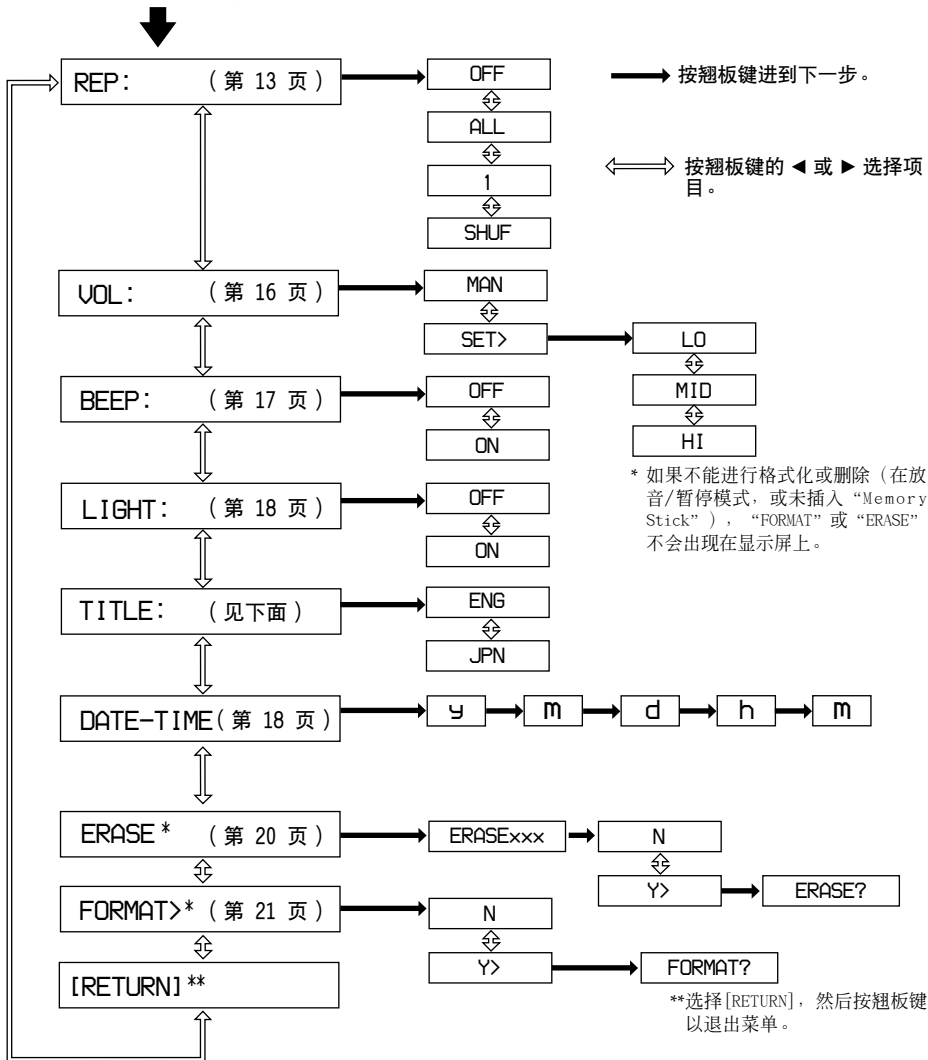 REP: （第 13 页）
OFF
ALL
1
SHUF
按翘板键进到下一步。
按翘板键的 ◀ 或 ▶ 选择项
目。
VOL: （第 16 页）
MAN
SET>
LO
MID
HI
BEEP: （第 17 页）
OFF
ON
* 如果不能进行格式化或删除（在放
音/暂停模式，或未插入“Memory
Stick”），“FORMAT”或“ERASE”
不会出现在显示屏上。
LIGHT: （第 18 页）
OFF
ON
TITLE: （见下面）
ENG
JPN
DATE-TIME（第 18 页）
y m d h m
ERASE* （第 20 页）
ERASExxx
N
Y>
ERASE?
FORMAT>*（第 21 页）
N
Y>
FORMAT?
[RETURN]**
**选择[RETURN]，然后按翘板键
以退出菜单。